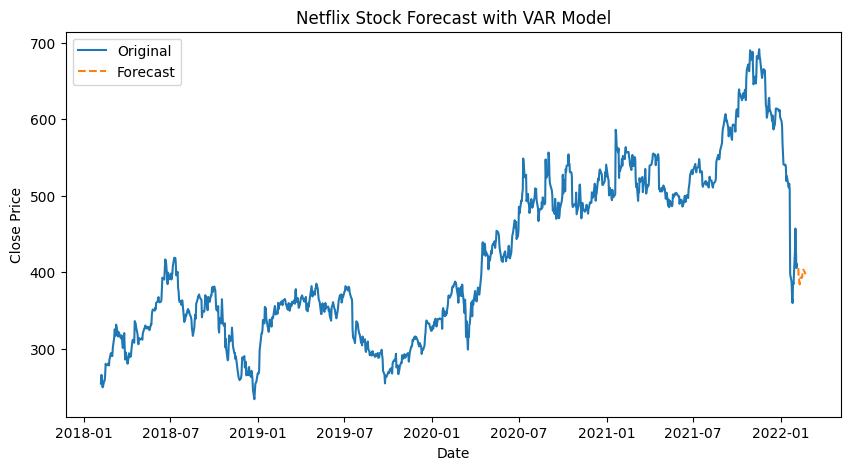 Netflix Stock Forecast with VAR Model
Original
Forecast
700
600
500
400
300
Close Price
2018-01 2018-07 2019-01 2019-07 2020-01 2020-07 2021-01 2021-07 2022-01
Date